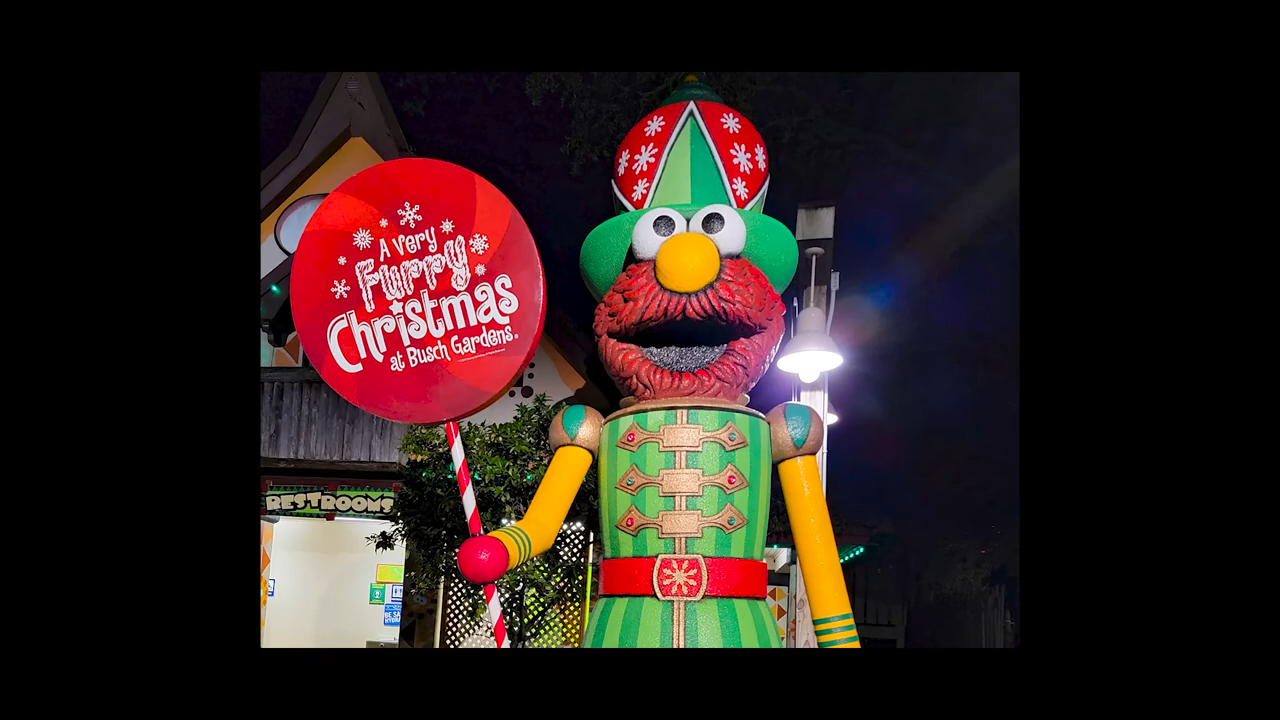 A Very
Furry
Christmas
at Busch Gardens.
RESTROOMS